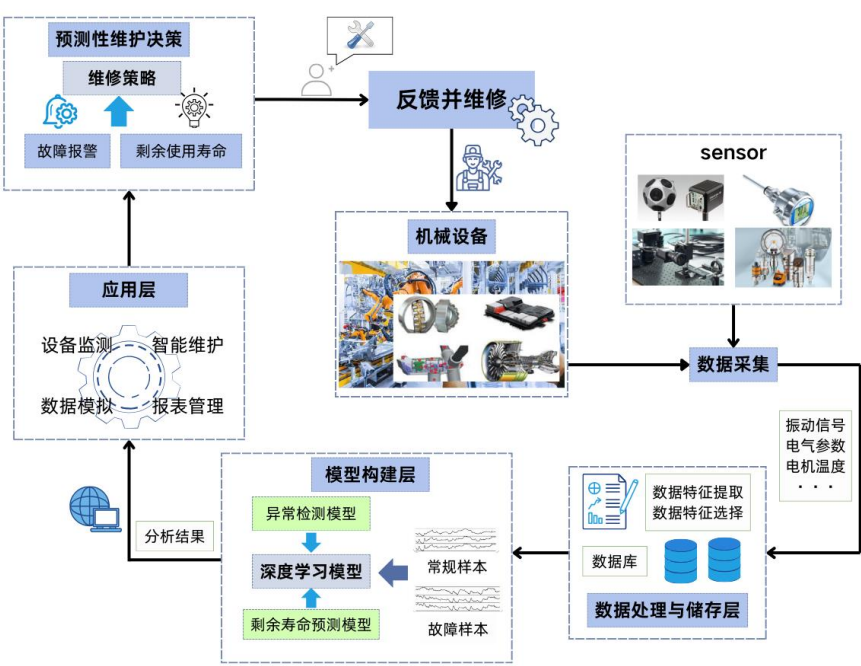 预测性维护决策
维修策略
故障报警
剩余使用寿命
反馈并维修
机械设备
sensor
数据采集
振动信号
电气参数
电机温度
· · ·
数据特征提取
数据特征选择
数据库
数据处理与储存层
模型构建层
异常检测模型
深度学习模型
剩余寿命预测模型
常规样本
故障样本
分析结果
应用层
设备监测
智能维护
数据模拟
报表管理